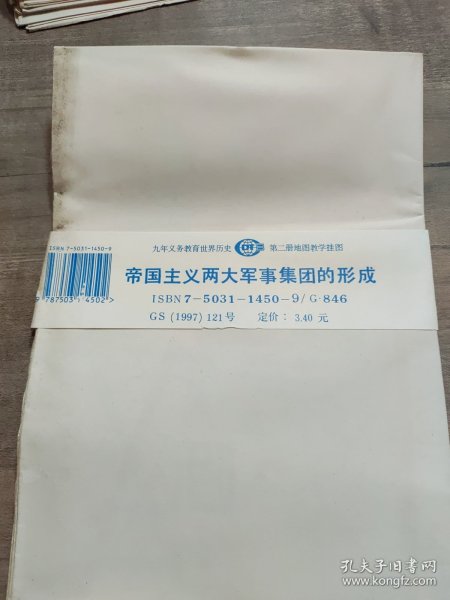 ISBN 7-5031-1450-9
九年义务教育世界历史 第二册地图教学挂图
帝国主义两大军事集团的形成
ISBN 7-5031-1450-9/G·846
9 787503 114502>
GS (1997) 121号 定价: 3.40 元
孔夫子旧书网
www.kongfz.com